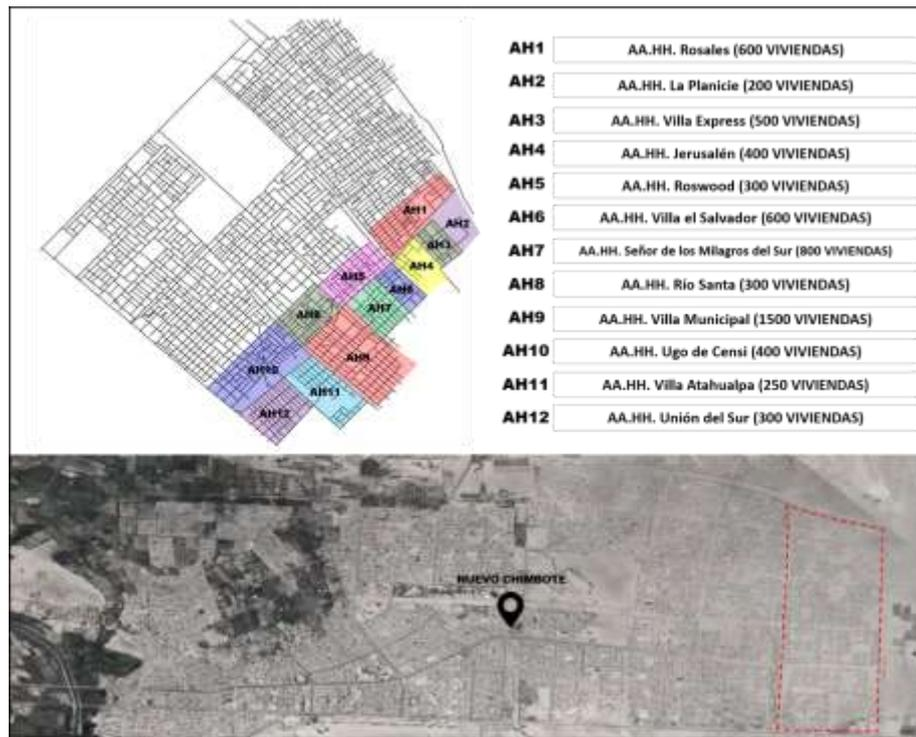 AH1 AA.HH. Rosales (600 VIVIENDAS)
AH2 AA.HH. La Planicie (200 VIVIENDAS)
AH3 AA.HH. Villa Express (500 VIVIENDAS)
AH4 AA.HH. Jerusalén (400 VIVIENDAS)
AH5 AA.HH. Roswood (300 VIVIENDAS)
AH6 AA.HH. Villa el Salvador (600 VIVIENDAS)
AH7 AA.HH. Señor de los Milagros del Sur (800 VIVIENDAS)
AH8 AA.HH. Río Santa (300 VIVIENDAS)
AH9 AA.HH. Villa Municipal (1500 VIVIENDAS)
AH10 AA.HH. Ugo de Censi (400 VIVIENDAS)
AH11 AA.HH. Villa Atahualpa (250 VIVIENDAS)
AH12 AA.HH. Unión del Sur (300 VIVIENDAS)
AH1
AH2
AH3
AH4
AH5
AH6
AH7
AH9
AH10
AH11
AH12
NUEVO CHIMBOTE